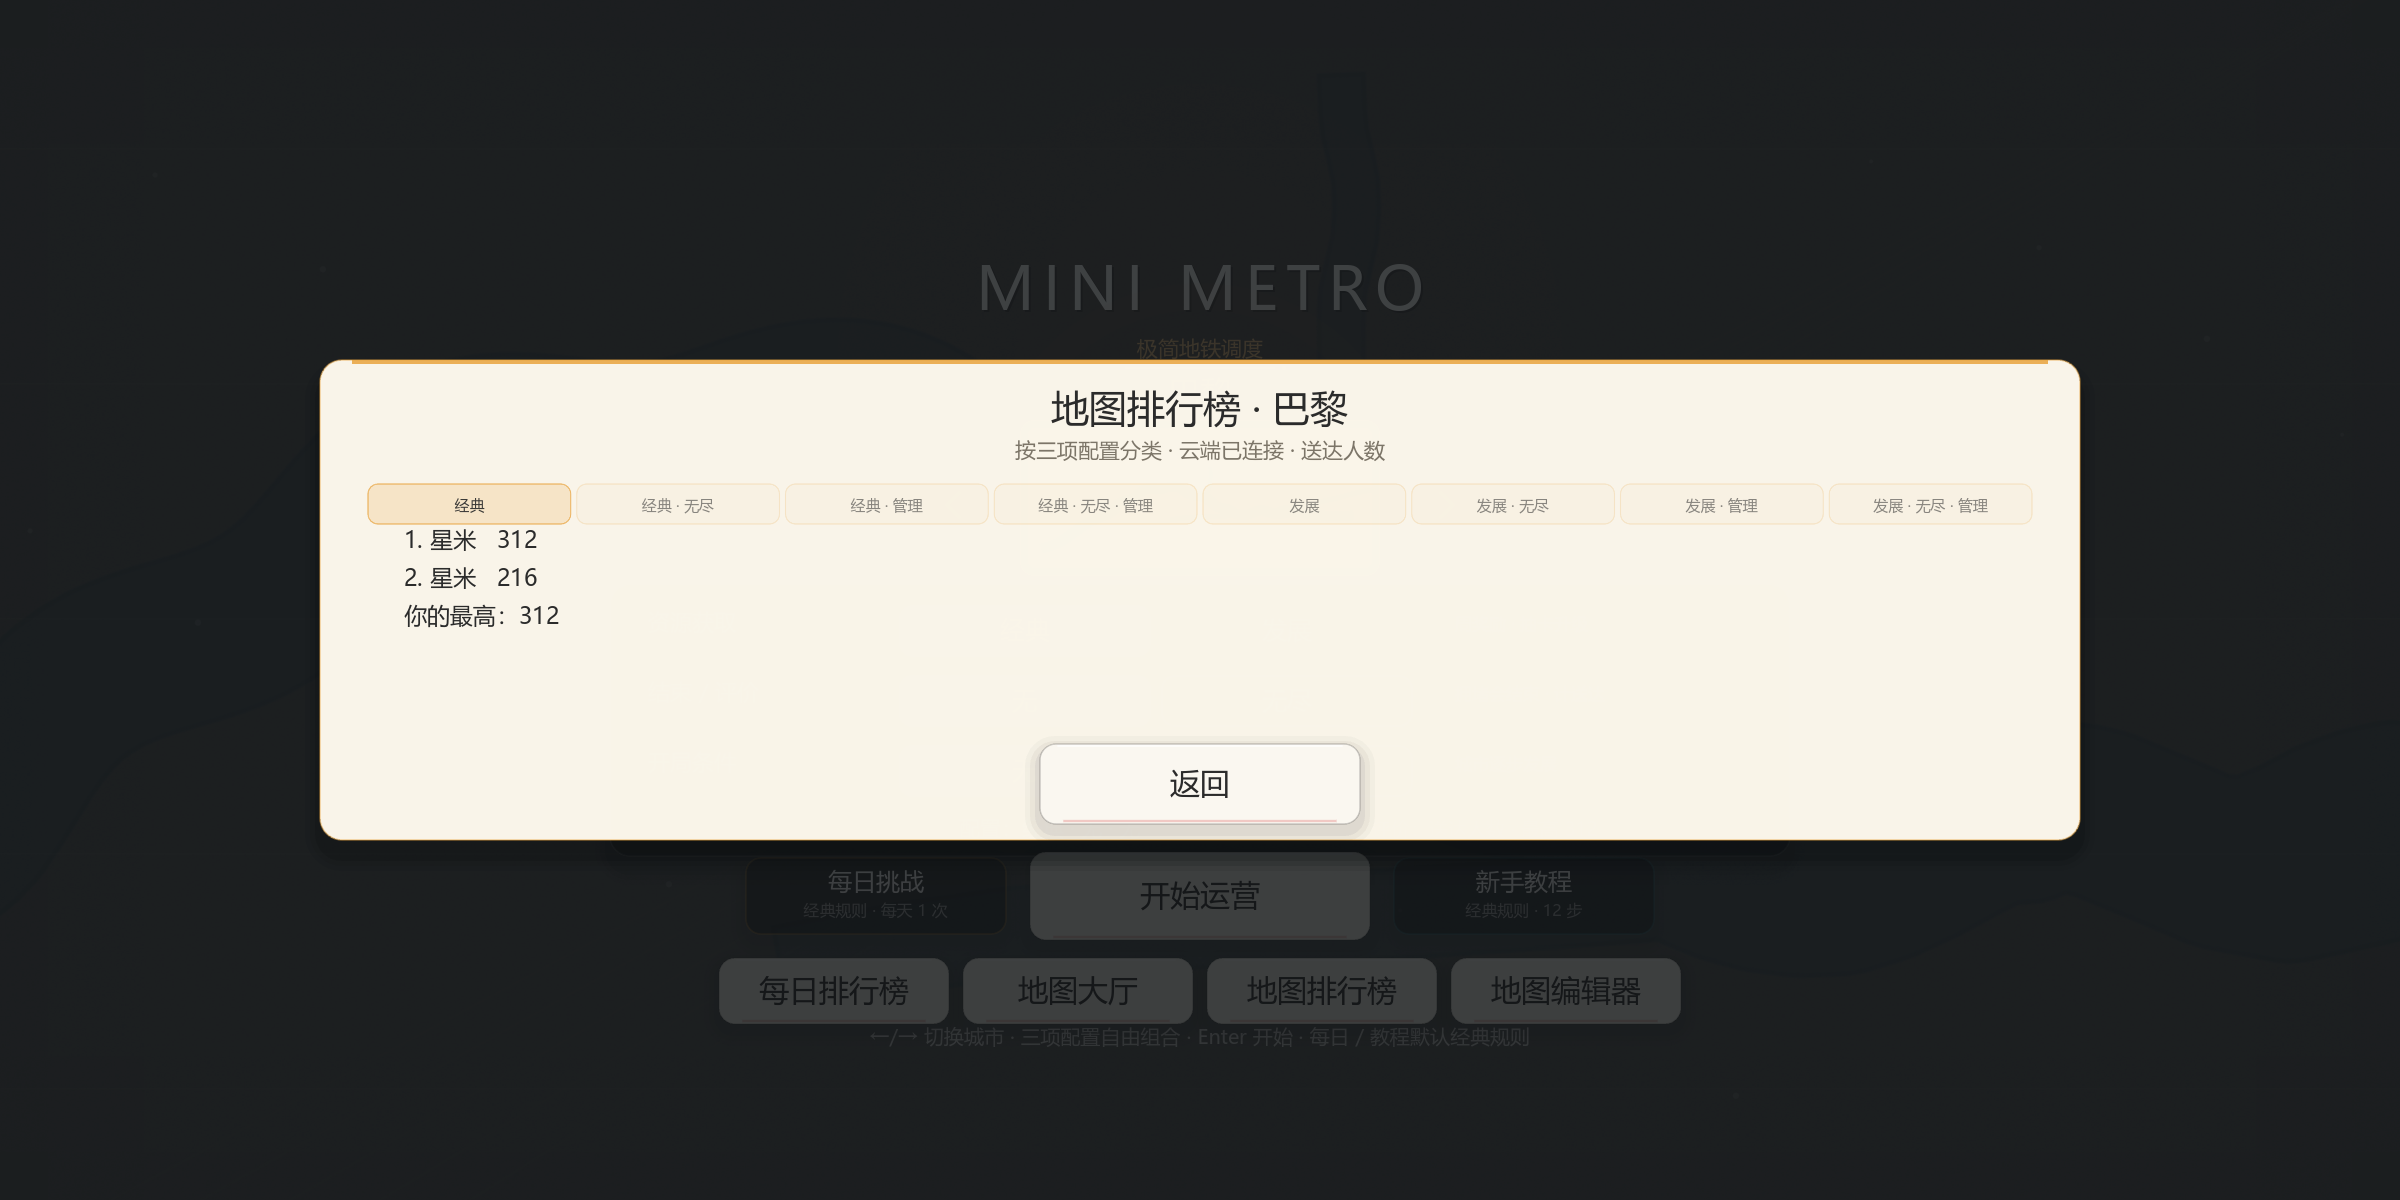 MINI METRO
极简地铁调度
地图排行榜 · 巴黎
按三项配置分类 · 云端已连接 · 送达人数
经典
经典 · 无尽
经典 · 管理
经典 · 无尽 · 管理
发展
发展 · 无尽
发展 · 管理
发展 · 无尽 · 管理
1. 星米 312
2. 星米 216
你的最高：312
返回
每日挑战
经典规则 · 每天 1 次
开始运营
新手教程
经典规则 · 12 步
每日排行榜
地图大厅
地图排行榜
地图编辑器
←/→ 切换城市 · 三项配置自由组合 · Enter 开始 · 每日 / 教程默认经典规则